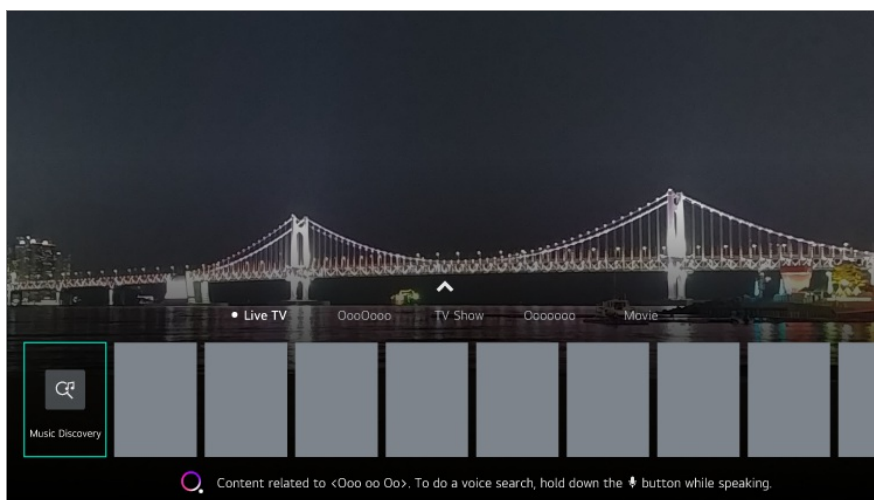 Live TV OooOooo TV Show Ooooooo Movie
Music Discovery
Content related to <Ooo oo Oo>. To do a voice search, hold down the button while speaking.